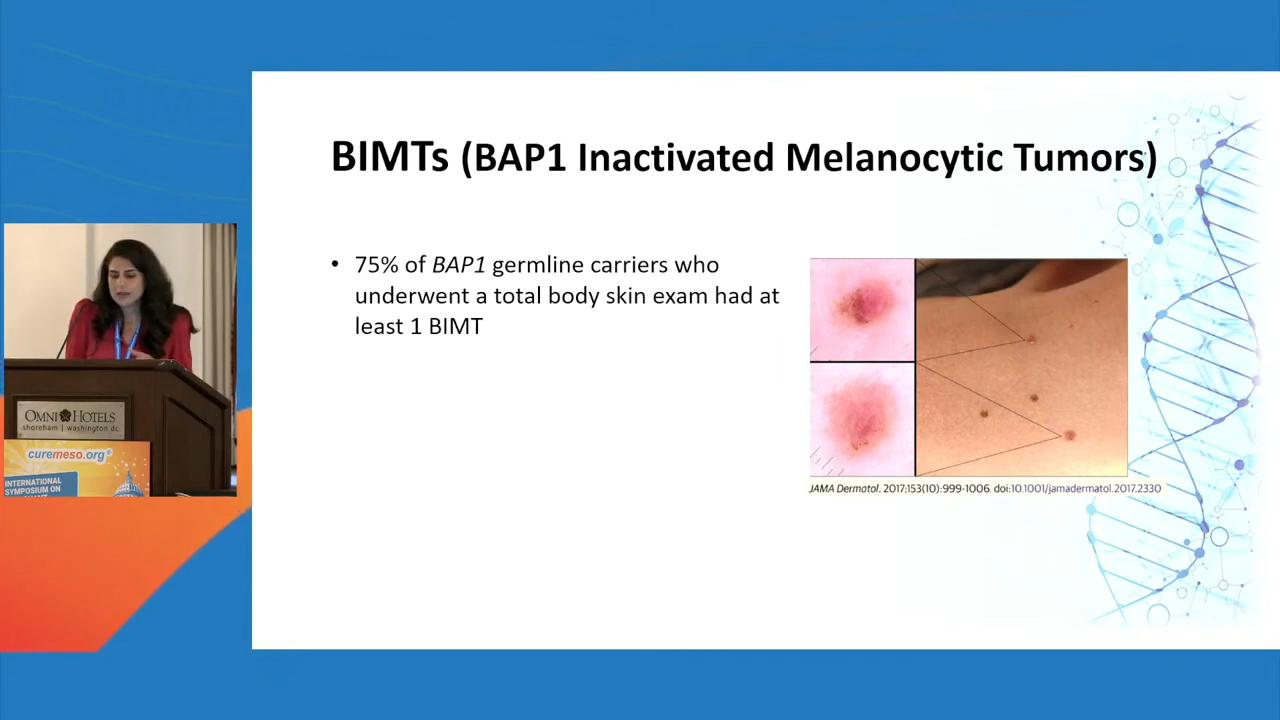 BIMTs (BAP1 Inactivated Melanocytic Tumors)
• 75% of BAP1 germline carriers who
underwent a total body skin exam had at
least 1 BIMT
JAMA Dermatol. 2017;153(10):999-1006. doi:10.1001/jamadermatol.2017.2330
OMNI HOTELS
shoreham | washington dc
curemeso.org®
INTERNATIONAL
SYMPOSIUM ON